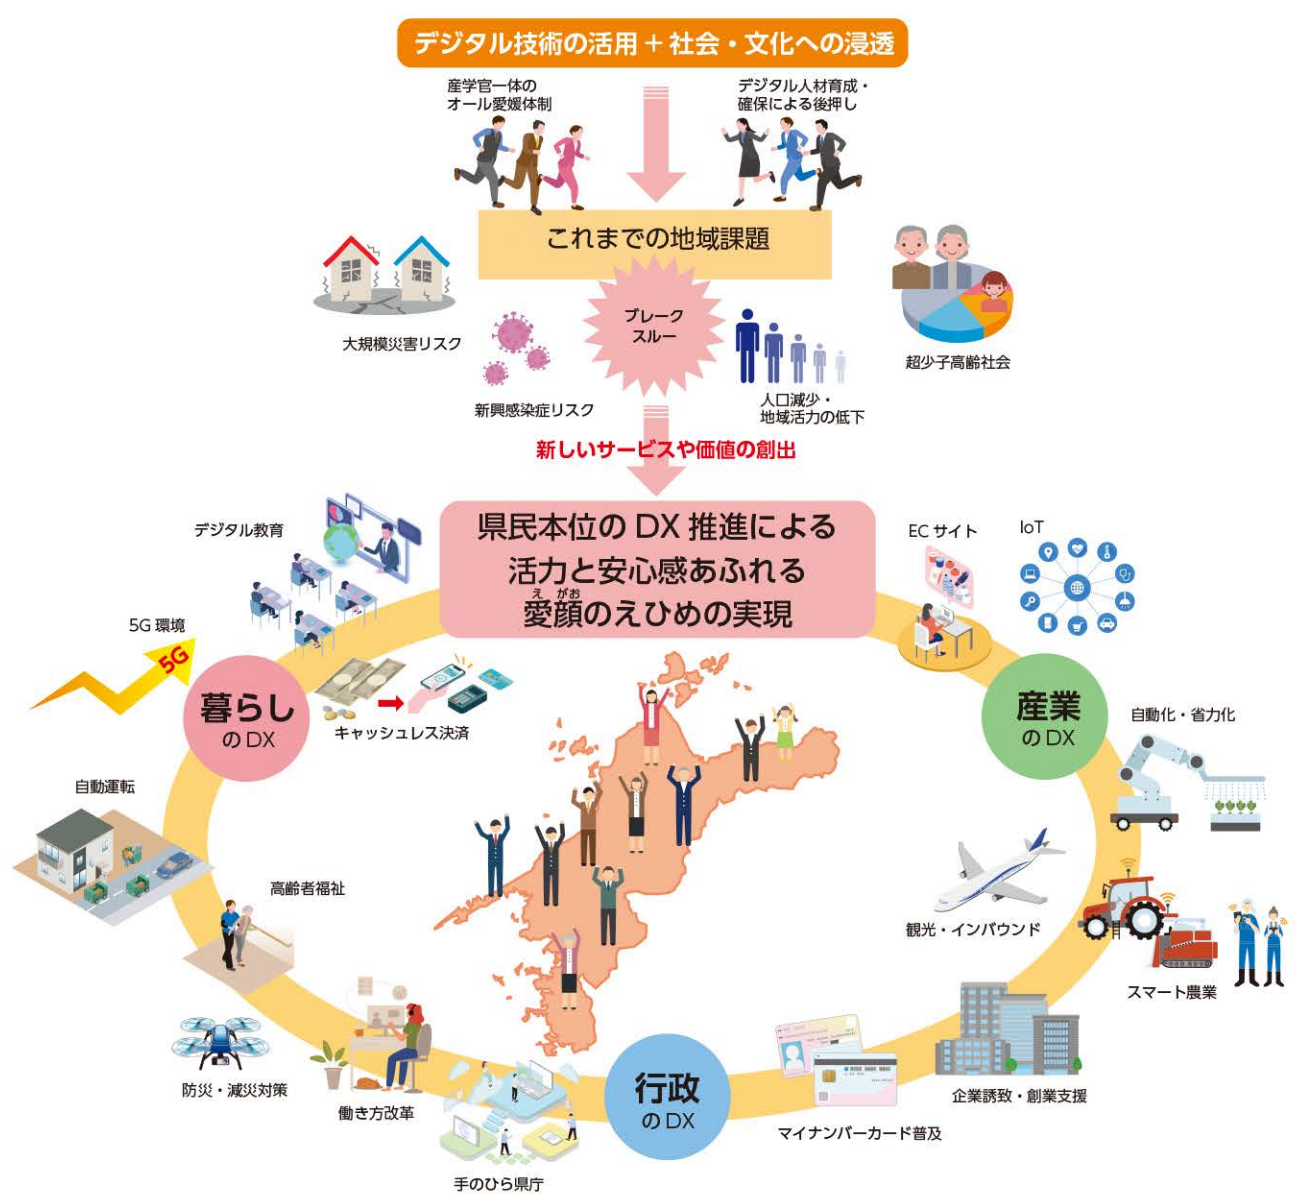 デジタル技術の活用＋社会・文化への浸透
産学官一体の
オール愛媛体制
デジタル人材育成・
確保による後押し
これまでの地域課題
ブレーク
スルー
大規模災害リスク
新興感染症リスク
人口減少・
地域活力の低下
超少子高齢社会
新しいサービスや価値の創出
県民本位の DX 推進による
活力と安心感あふれる
え がお
愛顔のえひめの実現
デジタル教育
EC サイト
IoT
5G 環境
5G
暮らし
のDX
キャッシュレス決済
産業
のDX
自動化・省力化
自動運転
高齢者福祉
観光・インバウンド
スマート農業
防災・減災対策
働き方改革
手のひら県庁
行政
のDX
マイナンバーカード普及
企業誘致・創業支援